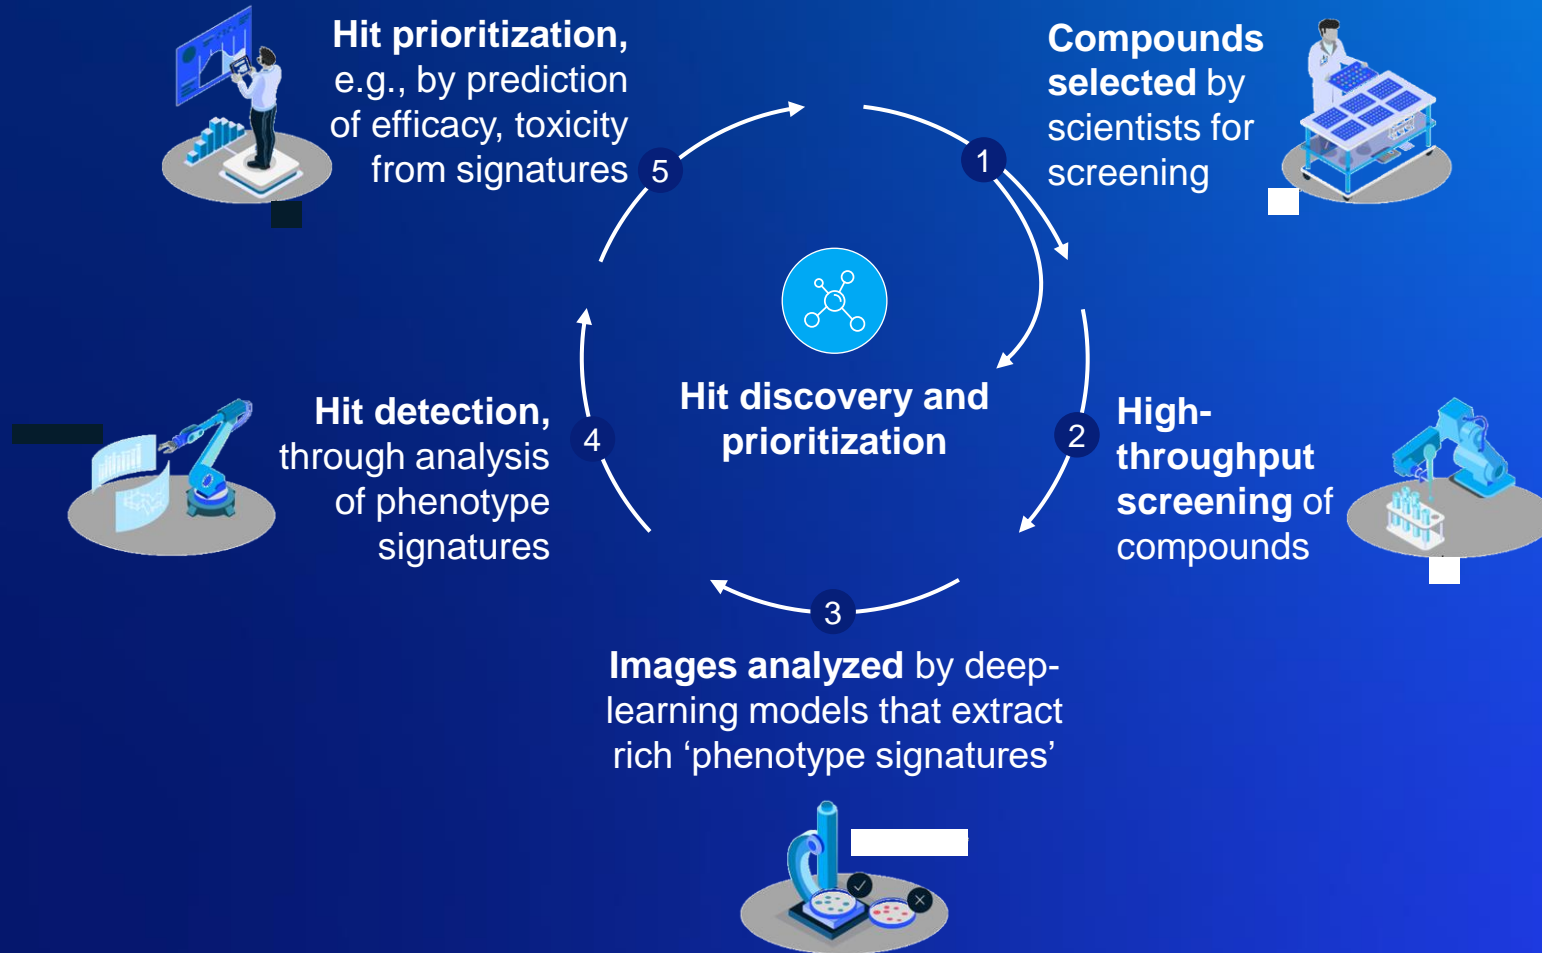 Hit prioritization,
e.g., by prediction
of efficacy, toxicity
from signatures
5
1
Compounds
selected by
scientists for
screening
Hit discovery and
prioritization
2
High-
throughput
screening of
compounds
Hit detection,
through analysis
of phenotype
signatures
4
3
Images analyzed by deep-
learning models that extract
rich ‘phenotype signatures’